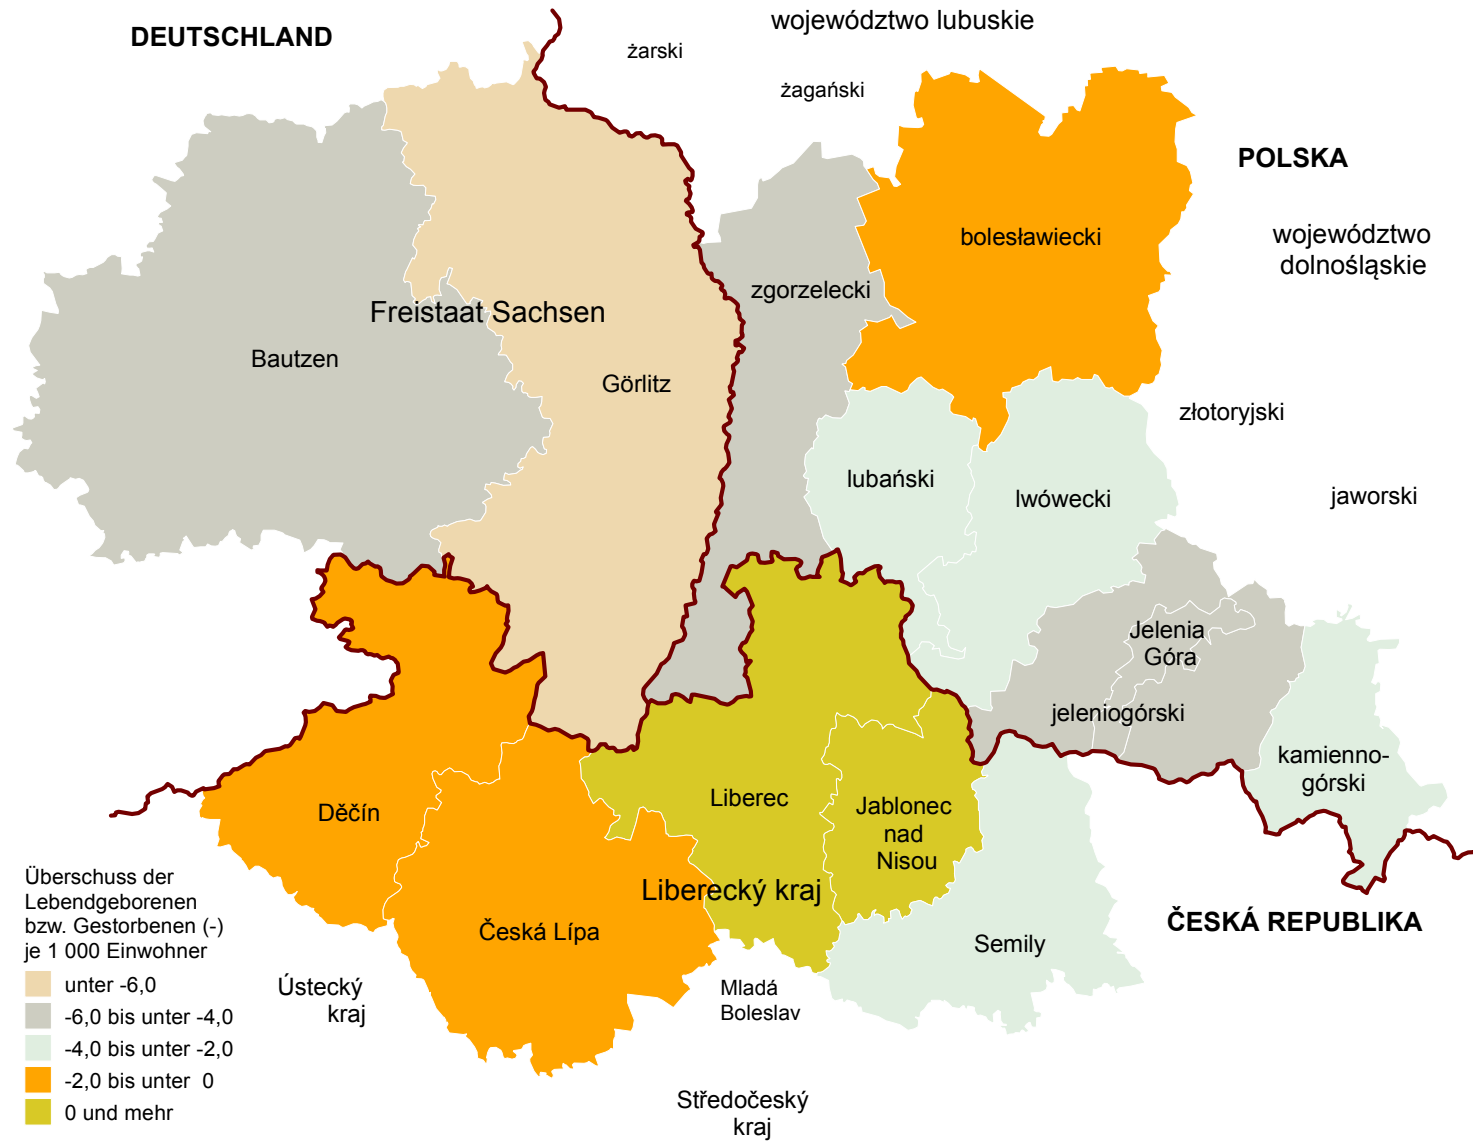 województwo lubuskie
DEUTSCHLAND
żarski
żagański
POLSKA
bolesławiecki
województwo
dolnośląskie
zgorzelecki
Freistaat Sachsen
Bautzen
Görlitz
złotoryjski
lubański
lwówecki
jaworski
Jelenia
Góra
jeleniogórski
kamienno-
górski
Liberec
Děčín
Jablonec
nad
Nisou
Liberecký kraj
Česká Lípa
Semily
ČESKÁ REPUBLIKA
Überschuss der
Lebendgeborenen
bzw. Gestorbenen (-)
je 1 000 Einwohner
unter -6,0
-6,0 bis unter -4,0
-4,0 bis unter -2,0
-2,0 bis unter 0
0 und mehr
Ústecký
kraj
Mladá
Boleslav
Středočeský
kraj